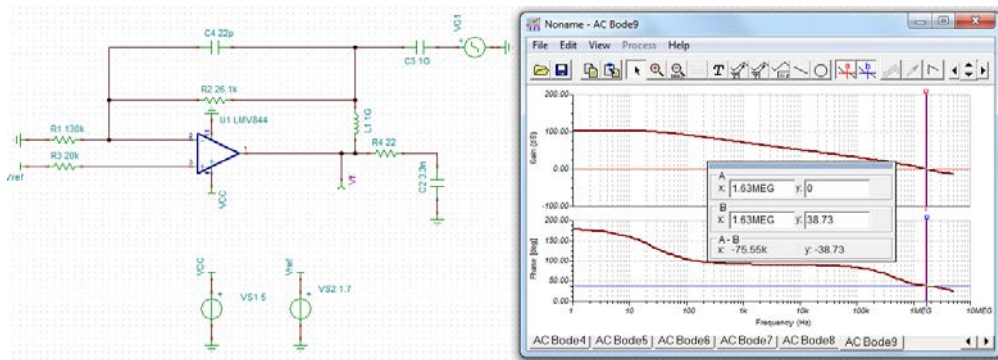 C4 22p
VG1
+
C3 1G
R2 26.1k
U1 LMV844
L1 1G
R1 130k
R4 22
R3 20k
Vref
VCC
Vf
C2 3.3n
VCC
Vref
VS1 5
VS2 1.7
Noname - AC Bode9
File Edit View Process Help
T
200.00
100.00
0.00
-100.00
Gain (dB)
A
x: 1.63MEG y: 0
B
x: 1.63MEG y: 38.73
A - B
x: -75.55k y: -38.73
200.00
150.00
100.00
50.00
0.00
Phase [deg]
1 10 100 1k 10k 100k 1MEG 10MEG
Frequency (Hz)
AC Bode4 AC Bode5 AC Bode6 AC Bode7 AC Bode8 AC Bode9